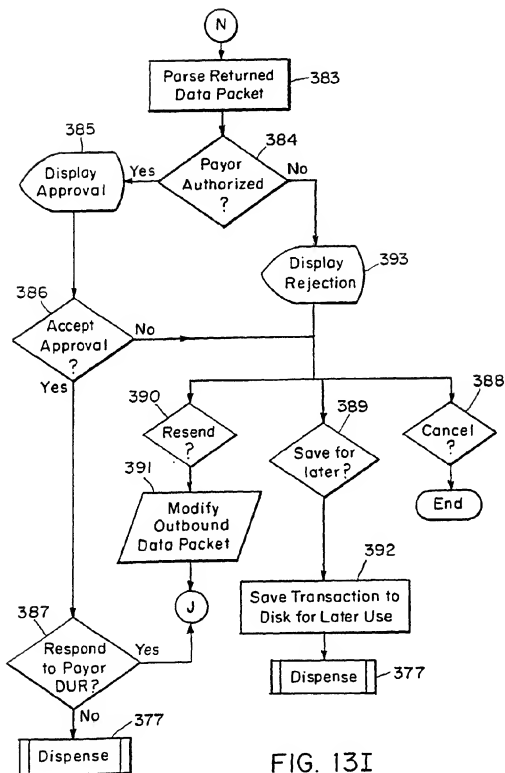 N
Parse Returned
Data Packet
383
385
384
Display
Approval
Yes
Payor
Authorized
?
No
Display
Rejection
393
386
Accept
Approval
?
No
Yes
390
Resend
?
389
Save for
later?
388
Cancel
?
End
391
Modify
Outbound
Data Packet
392
Save Transaction to
Disk for Later Use
J
387
Respond
to Payor
DUR?
Yes
Dispense
377
No
377
Dispense
FIG. 13I